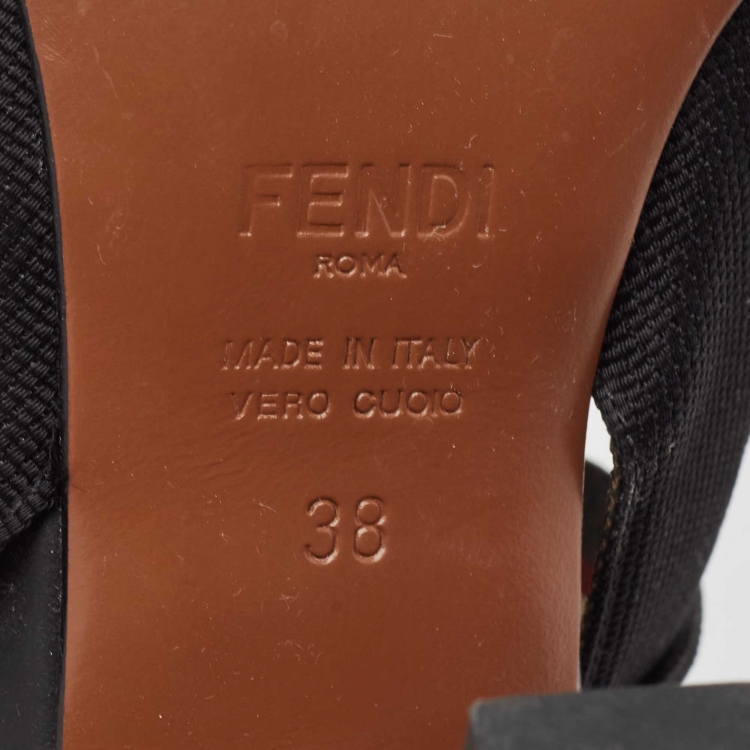 FENDI
ROMA
MADE IN ITALY
VERO CUOIO
38